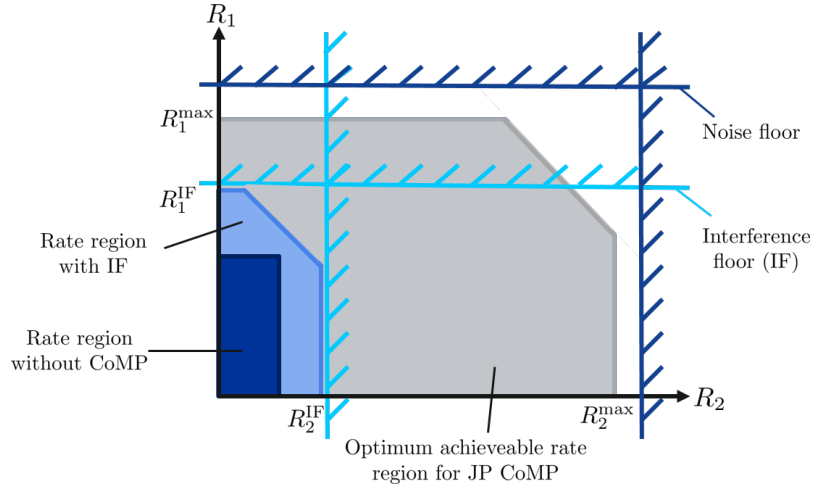 R₁
Noise floor
R₁ᵐᵃˣ
R₁ᴵᶠ
Rate region
with IF
Interference
floor (IF)
Rate region
without CoMP
R₂
R₂ᴵᶠ
R₂ᵐᵃˣ
Optimum achieveable rate
region for JP CoMP